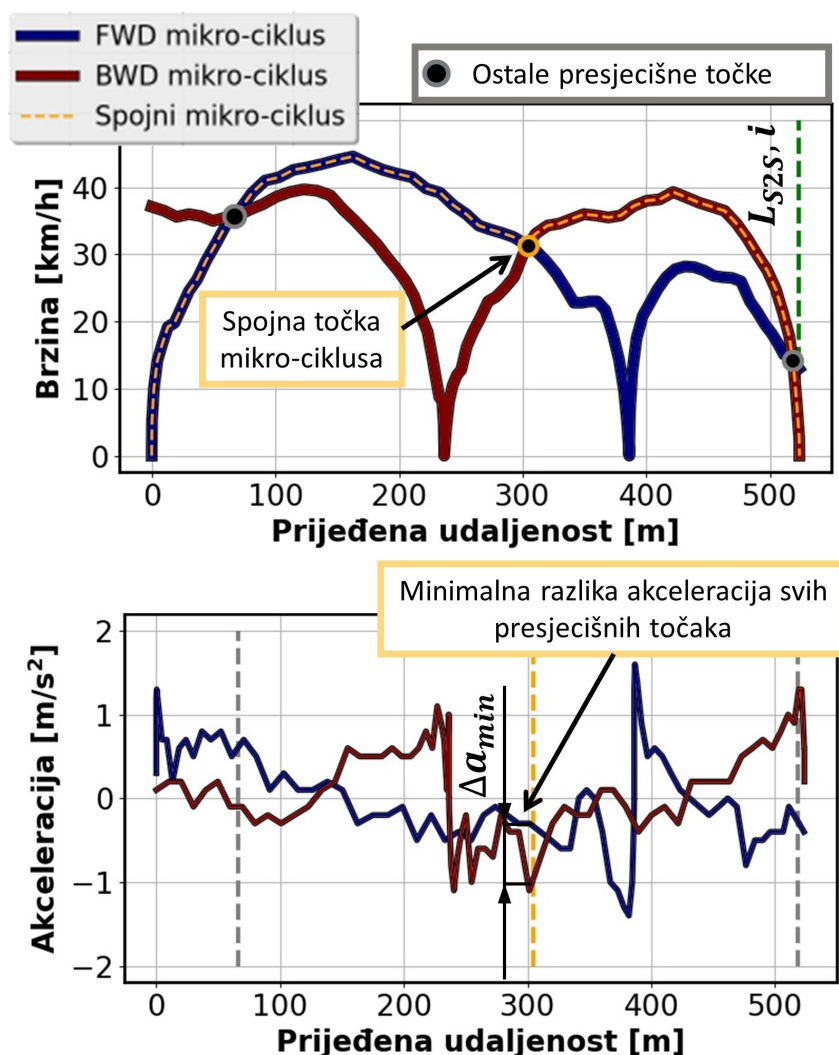 FWD mikro-ciklus
BWD mikro-ciklus
Spojni mikro-ciklus
Ostale presjecišne točke
L_{S2S, i}
40
30
20
10
0
Brzina [km/h]
Spojna točka
mikro-ciklusa
0 100 200 300 400 500
Prijeđena udaljenost [m]
Minimalna razlika akceleracija svih
presjecišnih točaka
2
1
0
−1
−2
Akceleracija [m/s²]
Δa_{min}
0 100 200 300 400 500
Prijeđena udaljenost [m]